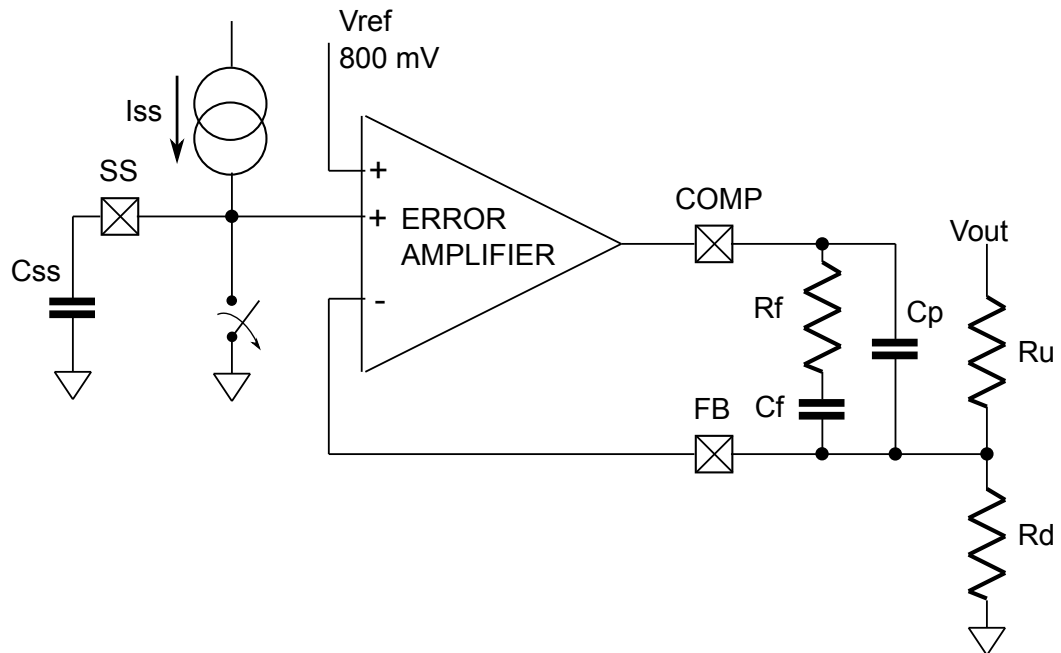 Vref
800 mV
Iss
SS
+
+
ERROR
AMPLIFIER
-
COMP
Vout
Css
Rf
Cp
Ru
FB
Cf
Rd